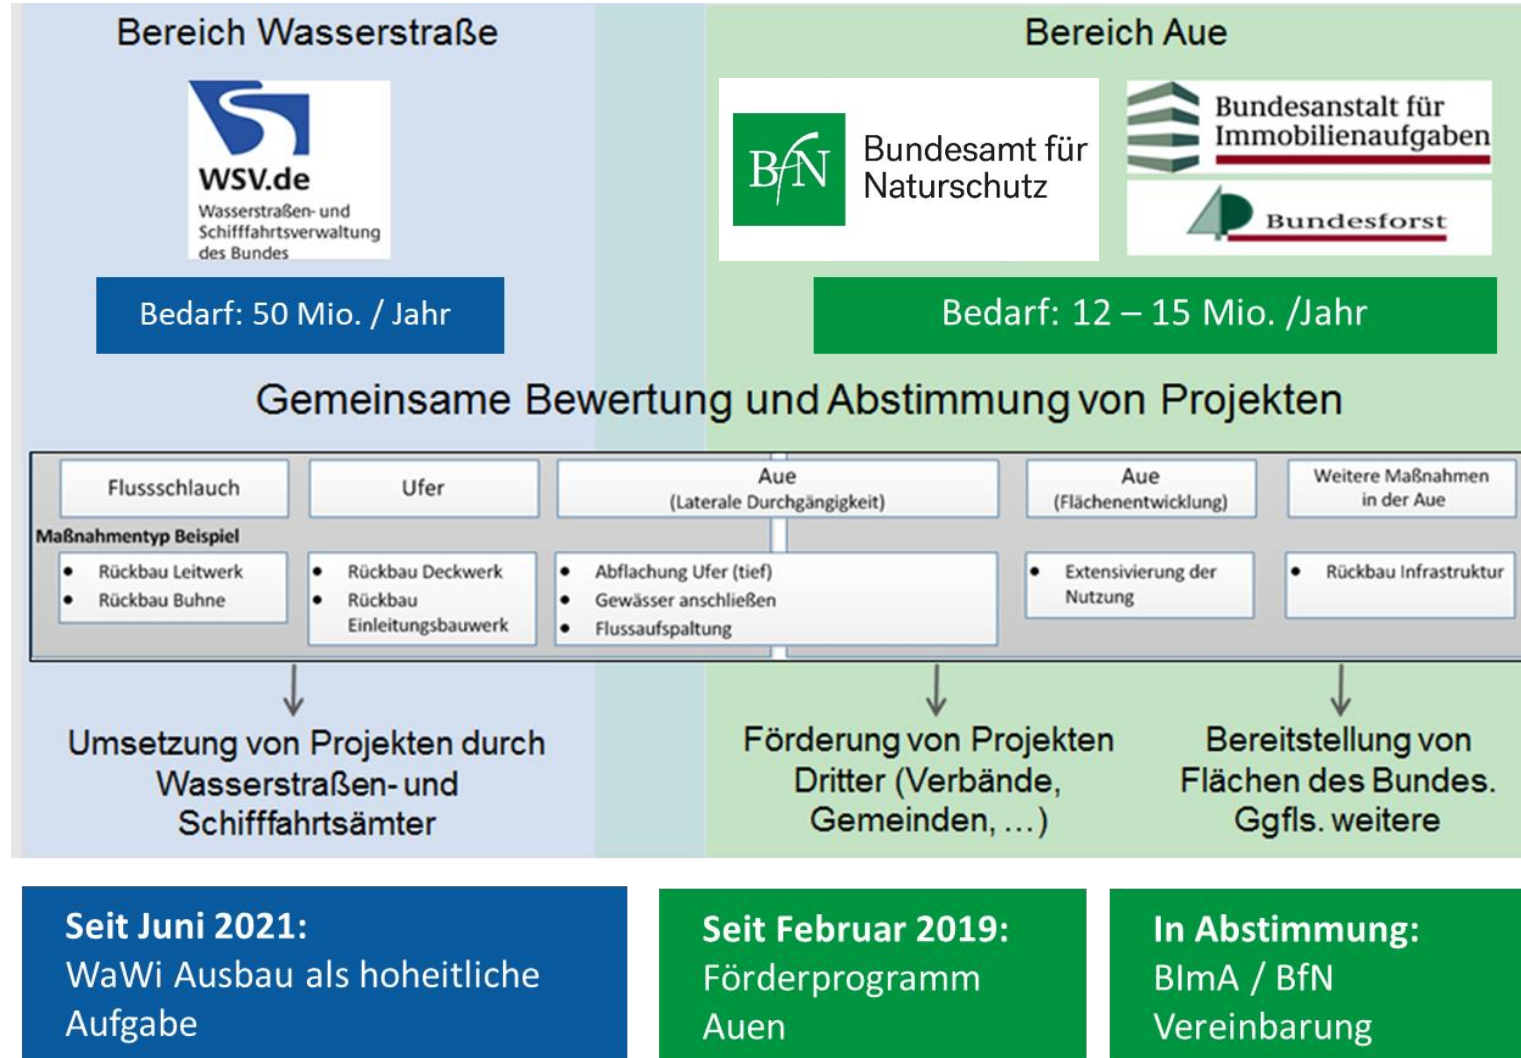 Bereich Wasserstraße
WSV.de
Wasserstraßen- und
Schifffahrtsverwaltung
des Bundes
Bedarf: 50 Mio. / Jahr
Bereich Aue
BfN
Bundesamt für
Naturschutz
Bundesanstalt für
Immobilienaufgaben
Bundesforst
Bedarf: 12 – 15 Mio. /Jahr
Gemeinsame Bewertung und Abstimmung von Projekten
Flussschlauch
Ufer
Aue
(Laterale Durchgängigkeit)
Aue
(Flächenentwicklung)
Weitere Maßnahmen
in der Aue
Maßnahmentyp Beispiel
• Rückbau Leitwerk
• Rückbau Buhne
• Rückbau Deckwerk
• Rückbau
Einleitungsbauwerk
• Abflachung Ufer (tief)
• Gewässer anschließen
• Flussaufspaltung
• Extensivierung der
Nutzung
• Rückbau Infrastruktur
Umsetzung von Projekten durch
Wasserstraßen- und
Schifffahrtsämter
Förderung von Projekten
Dritter (Verbände,
Gemeinden, …)
Bereitstellung von
Flächen des Bundes.
Ggfls. weitere
Seit Juni 2021:
WaWi Ausbau als hoheitliche
Aufgabe
Seit Februar 2019:
Förderprogramm
Auen
In Abstimmung:
BImA / BfN
Vereinbarung